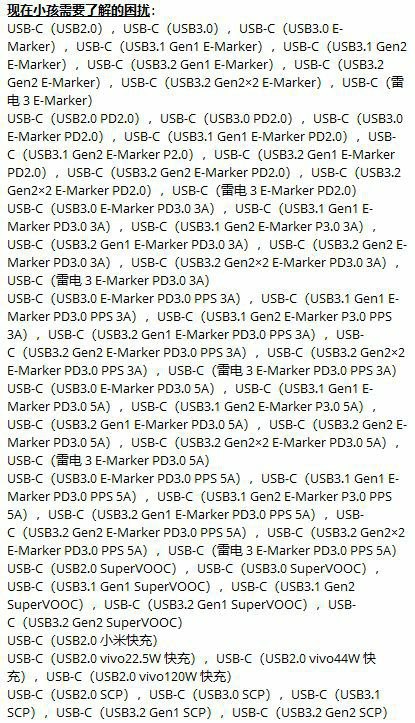 现在小孩需要了解的困扰：
USB-C（USB2.0），USB-C（USB3.0），USB-C（USB3.0 E-
Marker），USB-C（USB3.1 Gen1 E-Marker），USB-C（USB3.1 Gen2
E-Marker），USB-C（USB3.2 Gen1 E-Marker），USB-C（USB3.2
Gen2 E-Marker），USB-C（USB3.2 Gen2×2 E-Marker），USB-C（雷
电 3 E-Marker）
USB-C（USB2.0 PD2.0），USB-C（USB3.0 PD2.0），USB-C（USB3.0
E-Marker PD2.0），USB-C（USB3.1 Gen1 E-Marker PD2.0），USB-
C（USB3.1 Gen2 E-Marker P2.0），USB-C（USB3.2 Gen1 E-Marker
PD2.0），USB-C（USB3.2 Gen2 E-Marker PD2.0），USB-C（USB3.2
Gen2×2 E-Marker PD2.0），USB-C（雷电 3 E-Marker PD2.0）
USB-C（USB3.0 E-Marker PD3.0 3A），USB-C（USB3.1 Gen1 E-
Marker PD3.0 3A），USB-C（USB3.1 Gen2 E-Marker P3.0 3A），
USB-C（USB3.2 Gen1 E-Marker PD3.0 3A），USB-C（USB3.2 Gen2 E-
Marker PD3.0 3A），USB-C（USB3.2 Gen2×2 E-Marker PD3.0 3A），
USB-C（雷电 3 E-Marker PD3.0 3A）
USB-C（USB3.0 E-Marker PD3.0 PPS 3A），USB-C（USB3.1 Gen1 E-
Marker PD3.0 PPS 3A），USB-C（USB3.1 Gen2 E-Marker P3.0 PPS
3A），USB-C（USB3.2 Gen1 E-Marker PD3.0 PPS 3A），USB-
C（USB3.2 Gen2 E-Marker PD3.0 PPS 3A），USB-C（USB3.2 Gen2×2
E-Marker PD3.0 PPS 3A），USB-C（雷电 3 E-Marker PD3.0 PPS 3A）
USB-C（USB3.0 E-Marker PD3.0 5A），USB-C（USB3.1 Gen1 E-
Marker PD3.0 5A），USB-C（USB3.1 Gen2 E-Marker P3.0 5A），
USB-C（USB3.2 Gen1 E-Marker PD3.0 5A），USB-C（USB3.2 Gen2 E-
Marker PD3.0 5A），USB-C（USB3.2 Gen2×2 E-Marker PD3.0 5A），
USB-C（雷电 3 E-Marker PD3.0 5A）
USB-C（USB3.0 E-Marker PD3.0 PPS 5A），USB-C（USB3.1 Gen1 E-
Marker PD3.0 PPS 5A），USB-C（USB3.1 Gen2 E-Marker P3.0 PPS
5A），USB-C（USB3.2 Gen1 E-Marker PD3.0 PPS 5A），USB-
C（USB3.2 Gen2 E-Marker PD3.0 PPS 5A），USB-C（USB3.2 Gen2×2
E-Marker PD3.0 PPS 5A），USB-C（雷电 3 E-Marker PD3.0 PPS 5A）
USB-C（USB2.0 SuperVOOC），USB-C（USB3.0 SuperVOOC），
USB-C（USB3.1 Gen1 SuperVOOC），USB-C（USB3.1 Gen2
SuperVOOC），USB-C（USB3.2 Gen1 SuperVOOC），USB-
C（USB3.2 Gen2 SuperVOOC）
USB-C（USB2.0 小米快充）
USB-C（USB2.0 vivo22.5W 快充），USB-C（USB2.0 vivo44W 快
充），USB-C（USB2.0 vivo120W 快充）
USB-C（USB2.0 SCP），USB-C（USB3.0 SCP），USB-C（USB3.1
SCP），USB-C（USB3.2 Gen1 SCP），USB-C（USB3.2 Gen2 SCP）